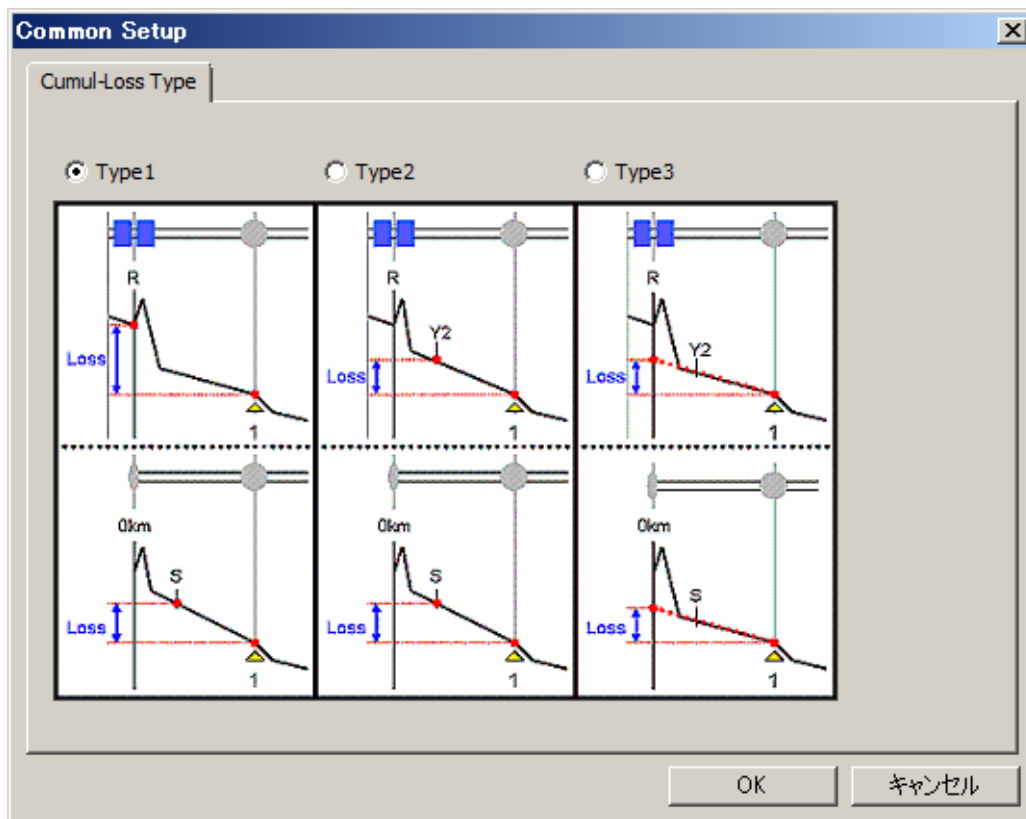 Common Setup
Cumul-Loss Type
Type1 Type2 Type3
R R R
Y2 Y2
Loss Loss Loss
1 1 1
0km 0km 0km
S S S
Loss Loss Loss
1 1 1
OK キャンセル